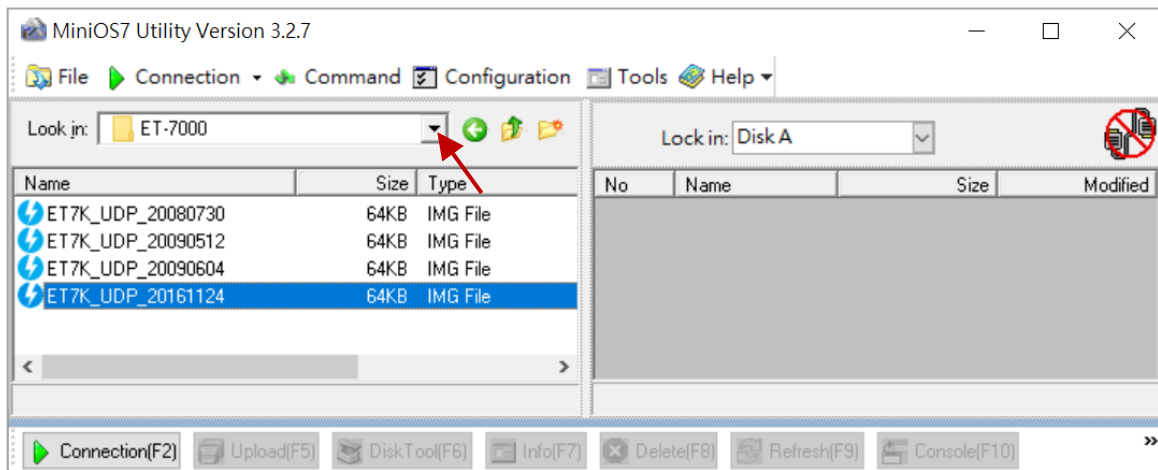 MiniOS7 Utility Version 3.2.7
File Connection Command Configuration Tools Help
Look in: ET-7000
Lock in: Disk A
Name Size Type
No Name Size Modified
ET7K_UDP_20080730 64KB IMG File
ET7K_UDP_20090512 64KB IMG File
ET7K_UDP_20090604 64KB IMG File
ET7K_UDP_20161124 64KB IMG File
Connection(F2) Upload(F5) DiskTool(F6) Info(F7) Delete(F8) Refresh(F9) Console(F10) »